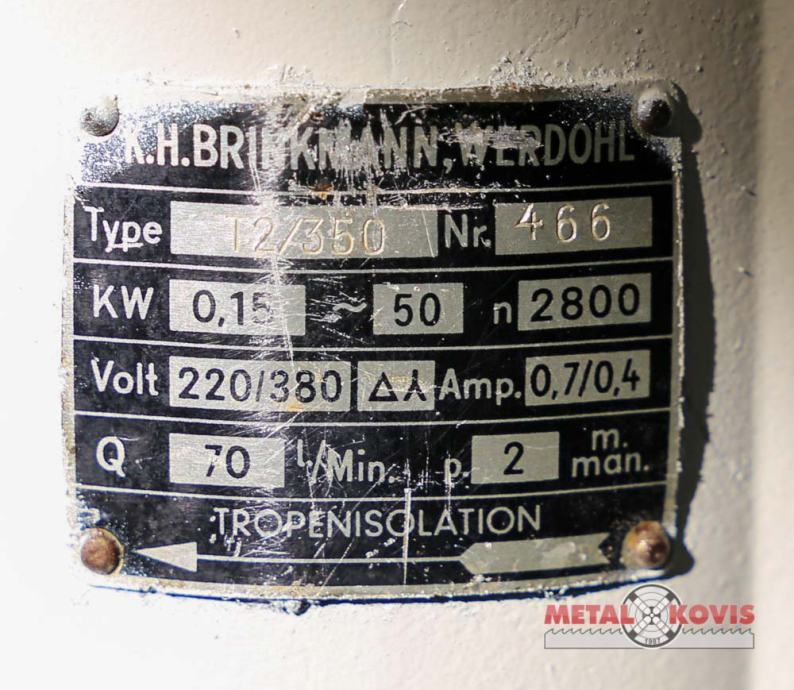 K.H.BRINKMANN, WERDOHL
Type T2/350 Nr. 466
KW 0,15 ~ 50 n 2800
Volt 220/380 Δ⅄ Amp. 0,7/0,4
Q 70 l/Min. p. 2 m. man.
TROPENISOLATION
METAL KOVIS
1987